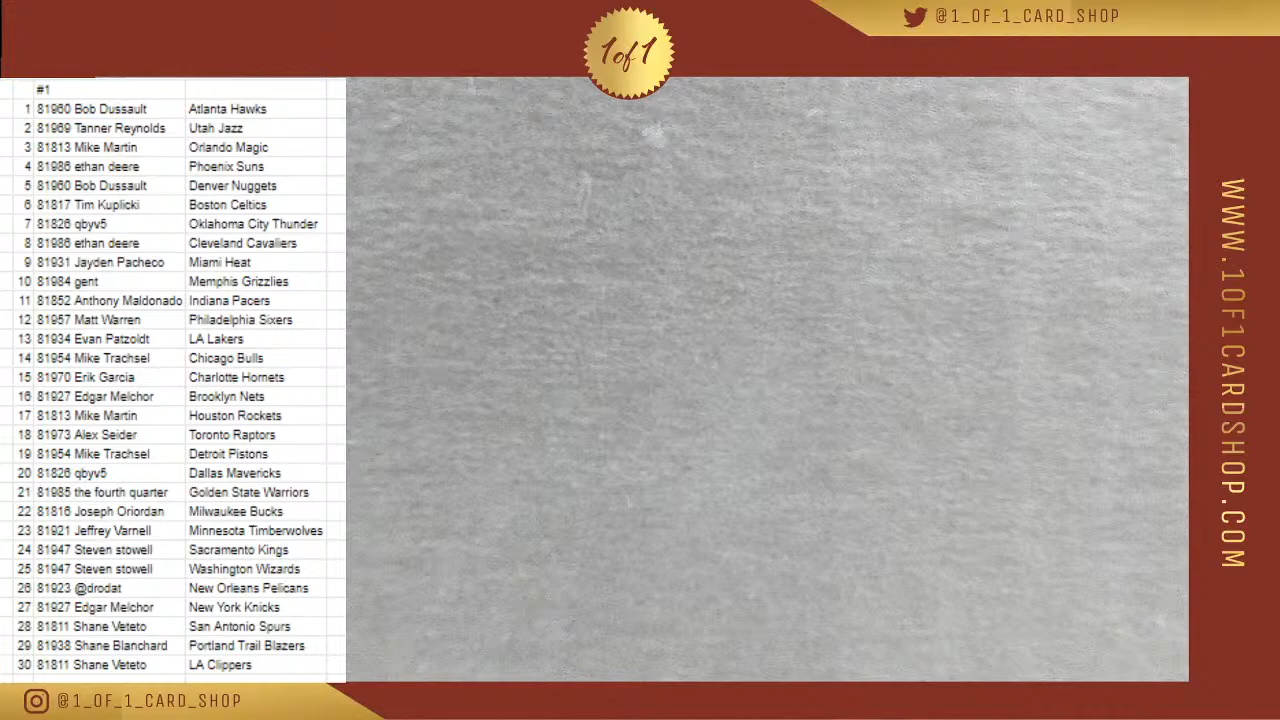 @1_OF_1_CARD_SHOP
1of1
#1
1 81960 Bob Dussault Atlanta Hawks
2 81969 Tanner Reynolds Utah Jazz
3 81813 Mike Martin Orlando Magic
4 81986 ethan deere Phoenix Suns
5 81960 Bob Dussault Denver Nuggets
6 81817 Tim Kuplicki Boston Celtics
7 81826 qbyv5 Oklahoma City Thunder
8 81986 ethan deere Cleveland Cavaliers
9 81931 Jayden Pacheco Miami Heat
10 81984 gent Memphis Grizzlies
11 81852 Anthony Maldonado Indiana Pacers
12 81957 Matt Warren Philadelphia Sixers
13 81934 Evan Patzoldt LA Lakers
14 81954 Mike Trachsel Chicago Bulls
15 81970 Erik Garcia Charlotte Hornets
16 81927 Edgar Melchor Brooklyn Nets
17 81813 Mike Martin Houston Rockets
18 81973 Alex Seider Toronto Raptors
19 81954 Mike Trachsel Detroit Pistons
20 81826 qbyv5 Dallas Mavericks
21 81985 the fourth quarter Golden State Warriors
22 81816 Joseph Oriordan Milwaukee Bucks
23 81921 Jeffrey Varnell Minnesota Timberwolves
24 81947 Steven stowell Sacramento Kings
25 81947 Steven stowell Washington Wizards
26 81923 @drodat New Orleans Pelicans
27 81927 Edgar Melchor New York Knicks
28 81811 Shane Veteto San Antonio Spurs
29 81938 Shane Blanchard Portland Trail Blazers
30 81811 Shane Veteto LA Clippers
WWW.1OF1CARDSHOP.COM
@1_OF_1_CARD_SHOP